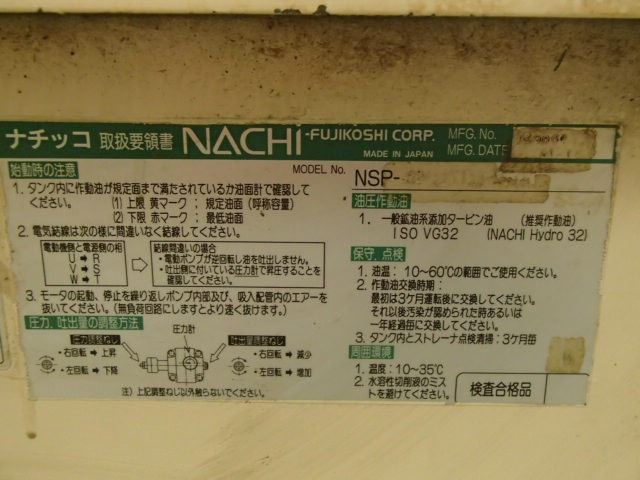 ナチッコ 取扱要領書 NACHI-FUJIKOSHI CORP.
MADE IN JAPAN
MFG. No.
MFG. DATE
MODEL No. NSP-
始動時の注意
1. タンク内に作動油が規定面まで満たされているか油面計で確認して
ください。 (1) 上限 黄マーク : 規定油面 (呼称容量)
(2) 下限 赤マーク : 最低油面
2. 電気結線は次の様に間違いなく結線してください。
電動機側と電源側の相
U ー R
V ー S
W ー T
結線間違いの場合
・電動ポンプが逆回転し油を吐出しません。
・吐出側に付いている圧力計で昇圧することを
確認してください。
3. モータの起動、停止を繰り返しポンプ内部及び、吸入配管内のエアーを
抜いてください。(無負荷回路にしますとより速く抜けます。)
圧力、吐出量の調整方法
圧力計
圧力調整ねじ
・右回転 → 上昇
・左回転 → 下降
吐出量調整ねじ
・右回転 → 減少
・左回転 → 増加
注) 上記調整ねじ以外触らないでください。
油圧作動油
1. 一般鉱油系添加タービン油 (推奨作動油)
ISO VG32 (NACHI Hydro 32)
保守、点検
1. 油温 : 10~60℃の範囲でご使用ください。
2. 作動油交換時期 :
最初は3ケ月運転後に交換してください。
それ以後汚染が認められた時あるいは
一年経過毎に交換してください。
3. タンク内とストレーナ点検清掃 : 3ケ月毎
周囲環境
1. 温度 : 10~35℃
2. 水溶性切削液のミス
トを避けてください。
検査合格品